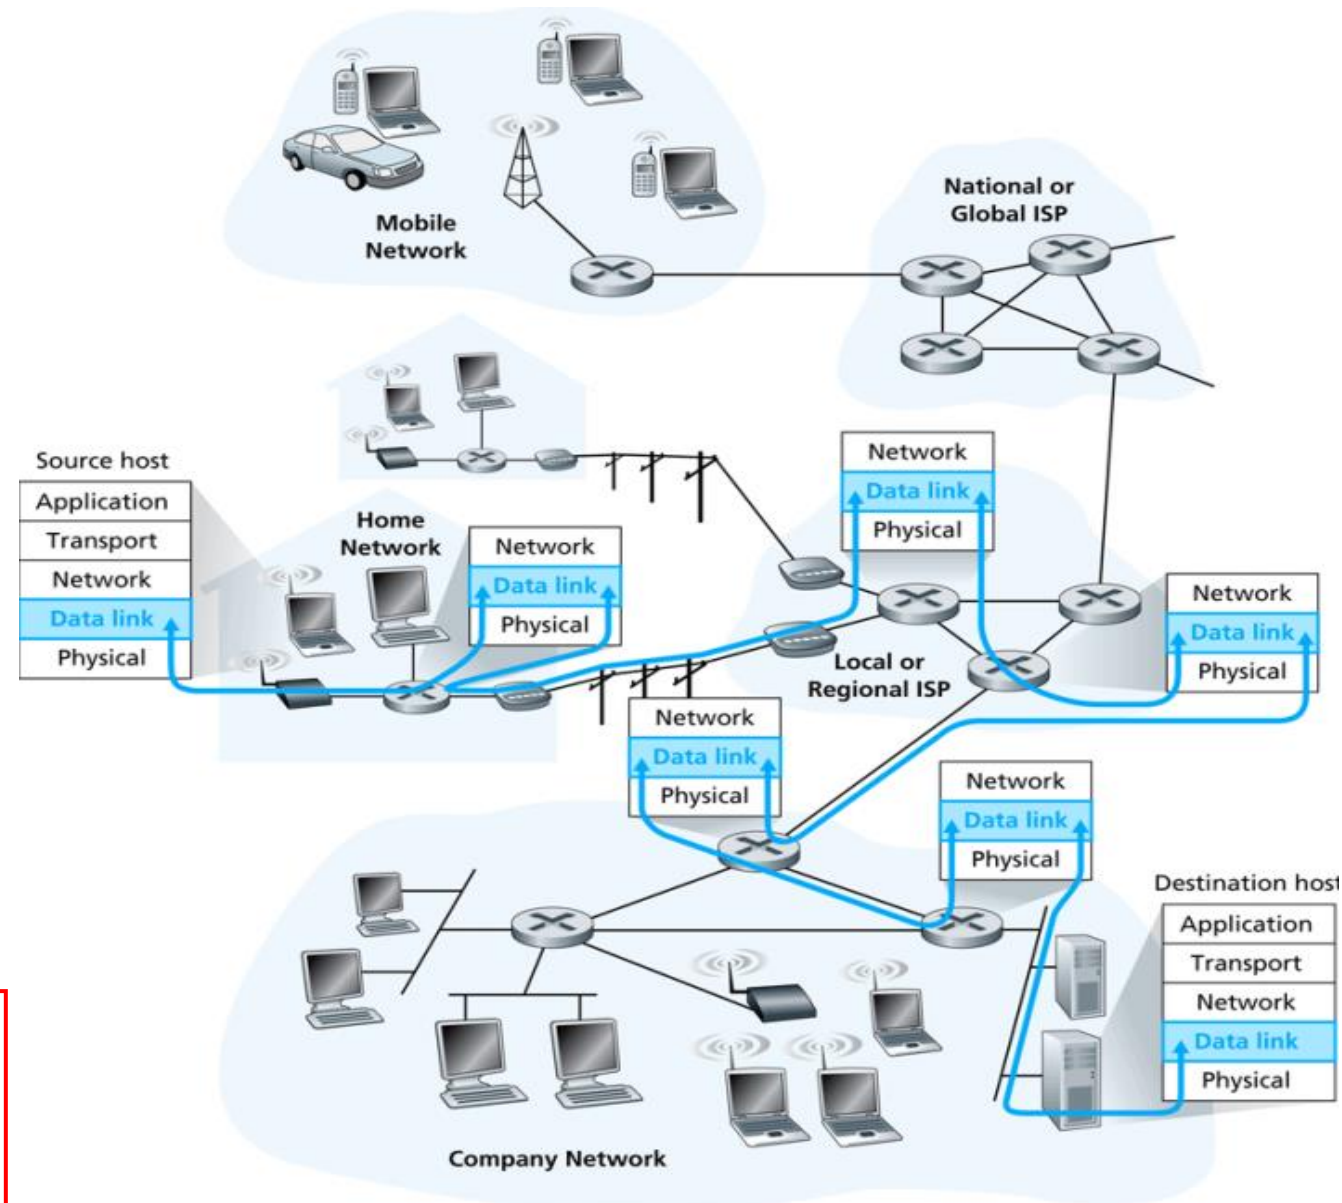 Mobile
Network
National or
Global ISP
Source host
Application
Transport
Network
Data link
Physical
Home
Network
Network
Data link
Physical
Network
Data link
Physical
Local or
Regional ISP
Network
Data link
Physical
Network
Data link
Physical
Network
Data link
Physical
Destination host
Application
Transport
Network
Data link
Physical
Company Network